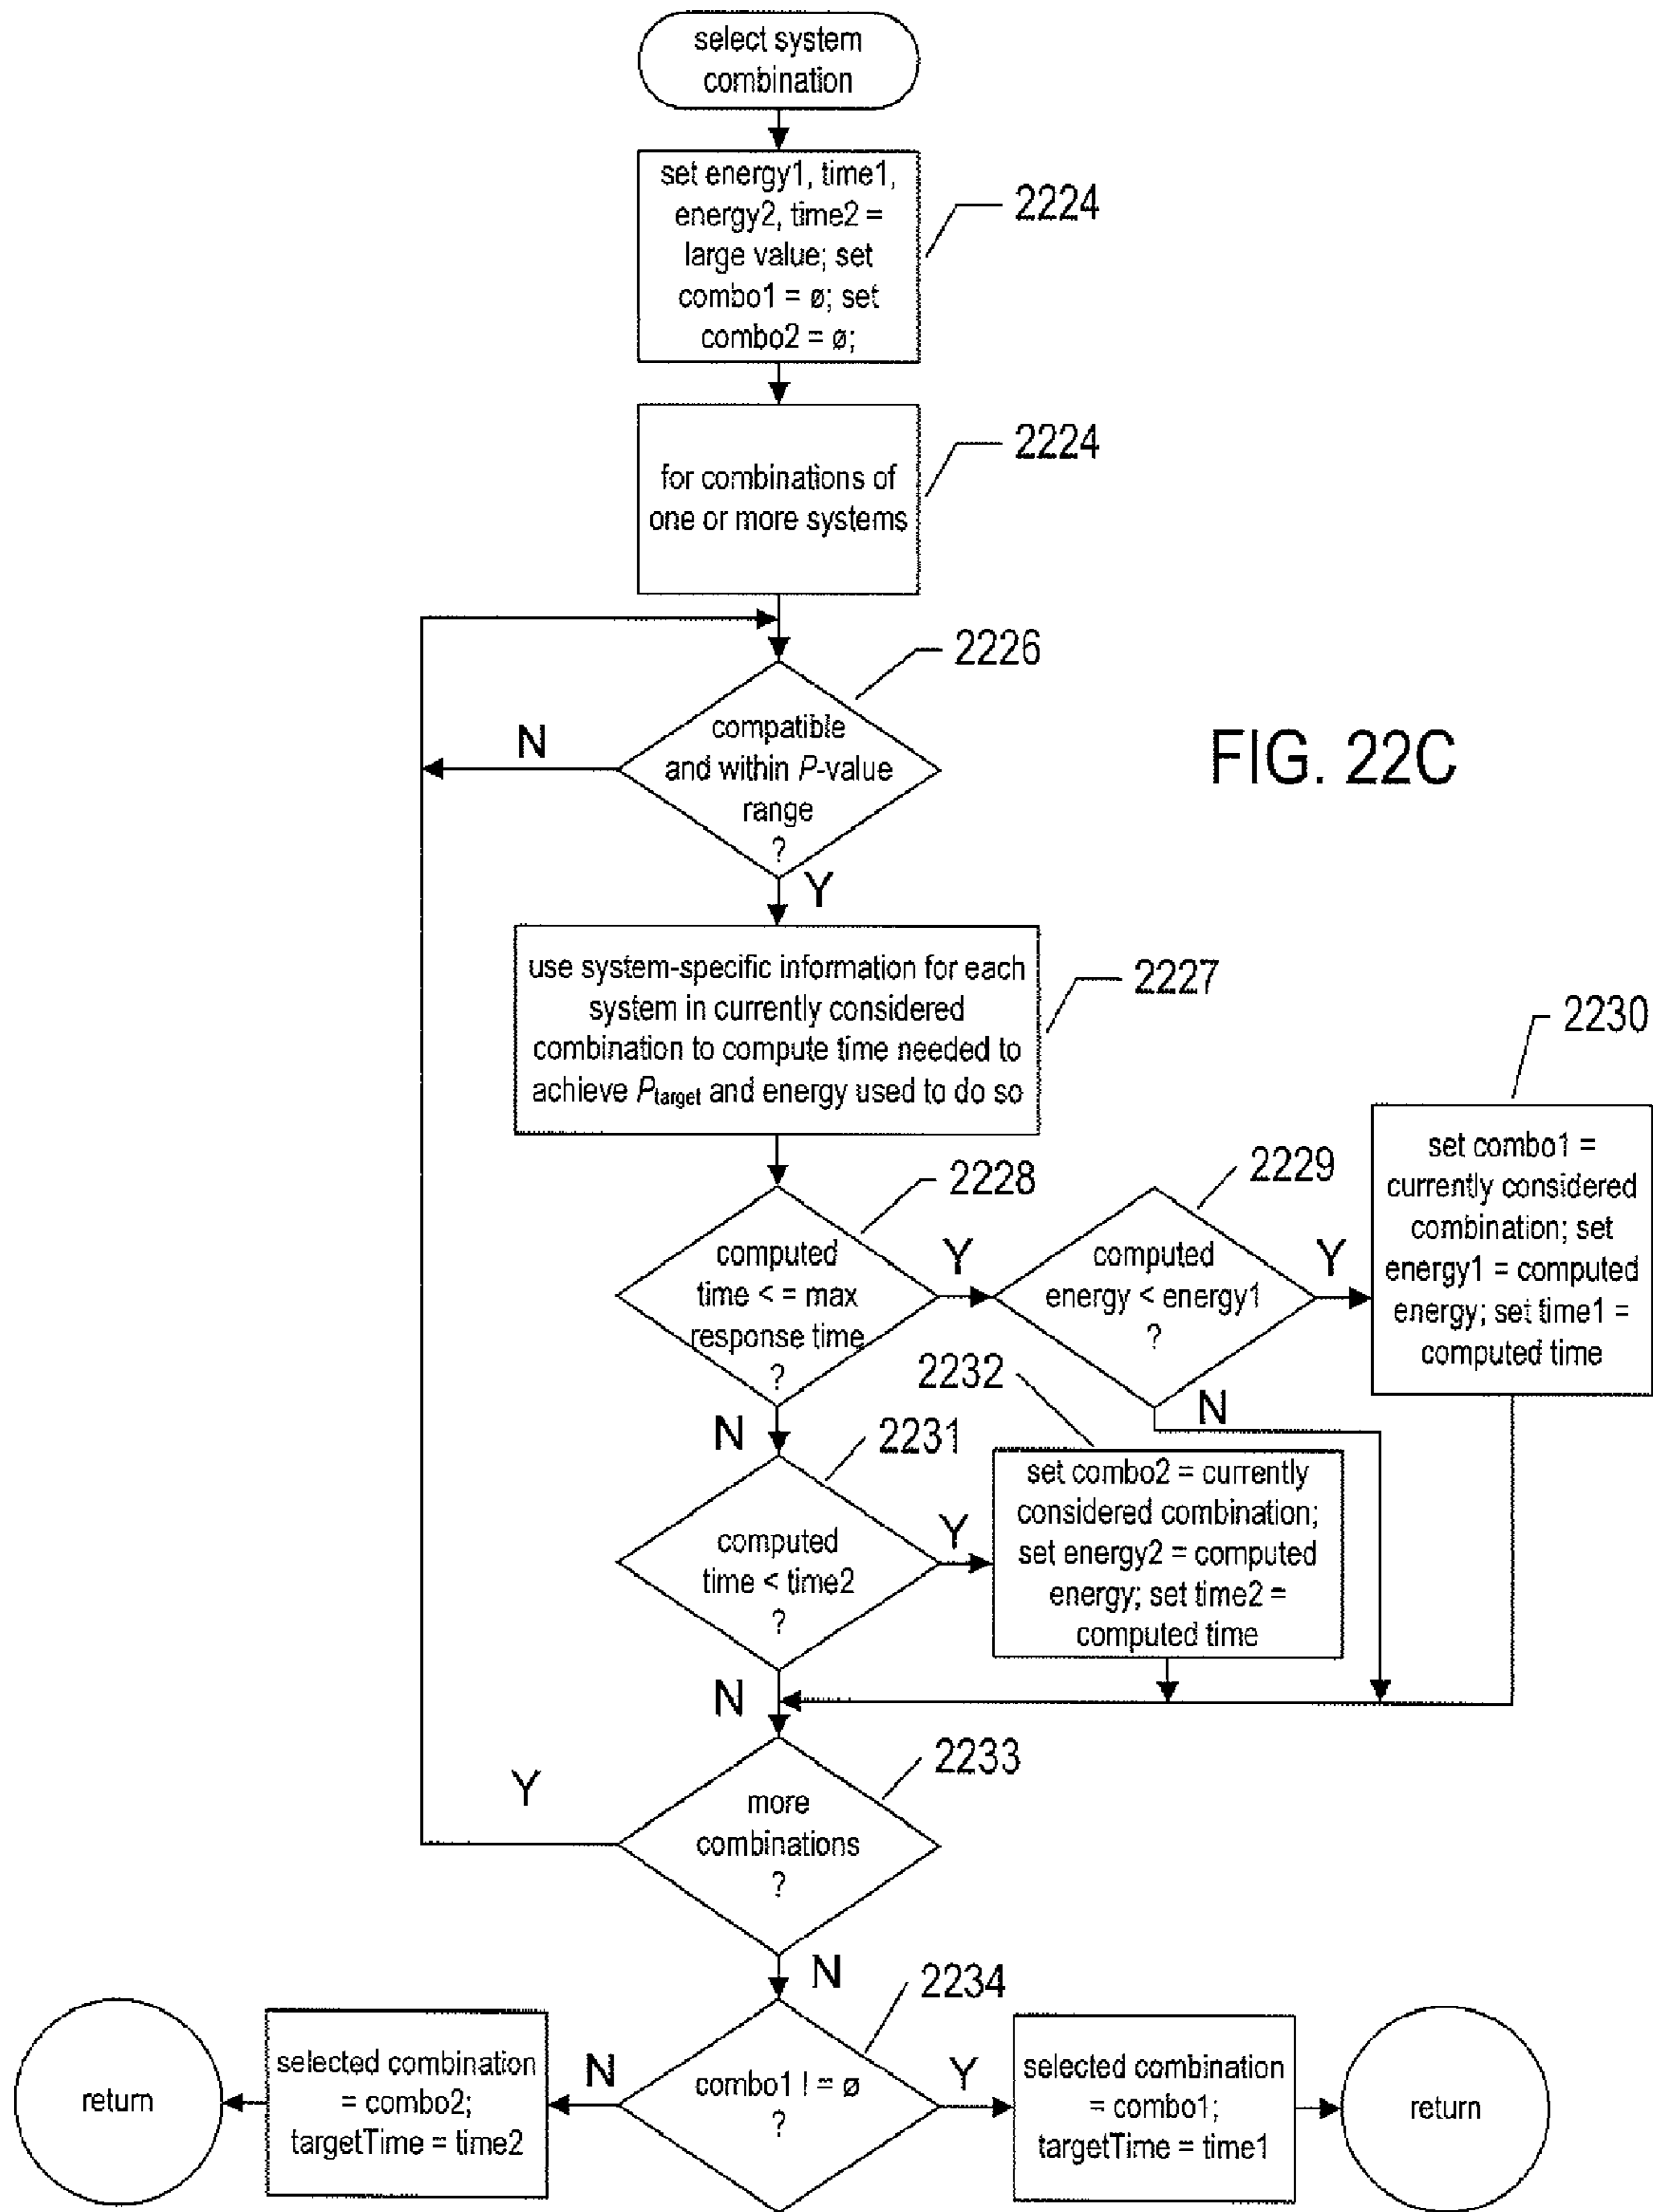 select system
combination
set energy1, time1,
energy2, time2 =
large value; set
combo1 = ø; set
combo2 = ø;
2224
for combinations of
one or more systems
2224
2226
compatible
and within P-value
range
?
N
Y
FIG. 22C
use system-specific information for each
system in currently considered
combination to compute time needed to
achieve Ptarget and energy used to do so
2227
2228
computed
time < = max
response time
?
Y
N
2229
computed
energy < energy1
?
Y
N
2230
set combo1 =
currently considered
combination; set
energy1 = computed
energy; set time1 =
computed time
2231
computed
time < time2
?
Y
N
2232
set combo2 = currently
considered combination;
set energy2 = computed
energy; set time2 =
computed time
2233
more
combinations
?
Y
N
2234
combo1 ! = ø
?
N
Y
selected combination
= combo2;
targetTime = time2
return
selected combination
= combo1;
targetTime = time1
return